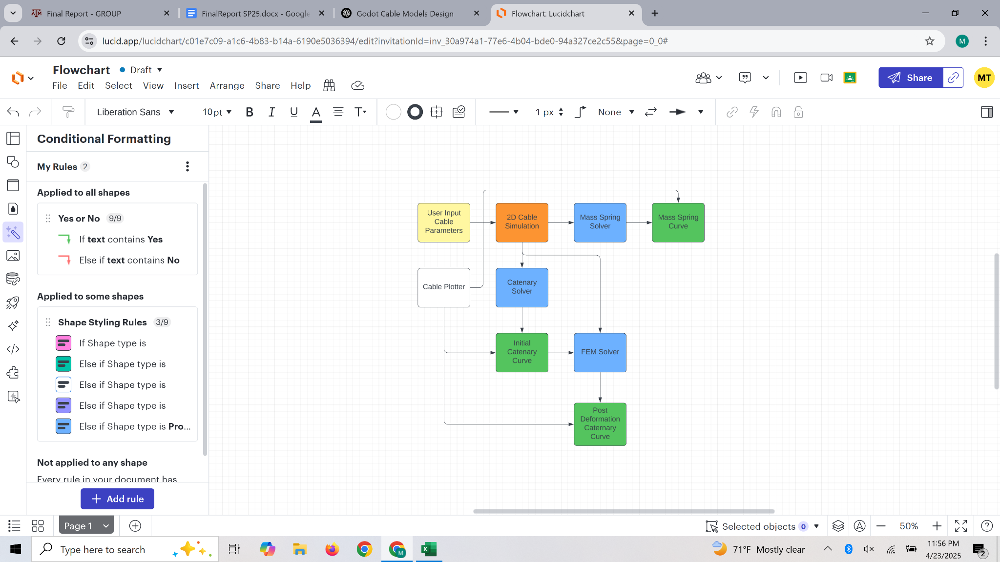 Final Report - GROUP
FinalReport SP25.docx - Google
Godot Cable Models Design
Flowchart: Lucidchart
lucid.app/lucidchart/c01e7c09-a1c6-4b83-b14a-6190e5036394/edit?invitationId=inv_30a974a1-77e6-4b04-bde0-94a327ce2c55&page=0_0#
M
Flowchart
Draft
File Edit Select View Insert Arrange Share Help
Share
MT
Liberation Sans
10pt
B I U A T
1 px
None
Conditional Formatting
My Rules 2
Applied to all shapes
Yes or No 9/9
If text contains Yes
Else if text contains No
Applied to some shapes
Shape Styling Rules 3/9
If Shape type is
Else if Shape type is
Else if Shape type is
Else if Shape type is
Else if Shape type is Pro...
Not applied to any shape
Every rule in your document has
Add rule
User Input
Cable
Parameters
2D Cable
Simulation
Mass Spring
Solver
Mass Spring
Curve
Cable Plotter
Catenary
Solver
Initial
Catenary
Curve
FEM Solver
Post
Deformation
Caternary
Curve
Page 1
Selected objects 0
50%
Type here to search
M
X
71°F Mostly clear
11:56 PM
4/23/2025
2